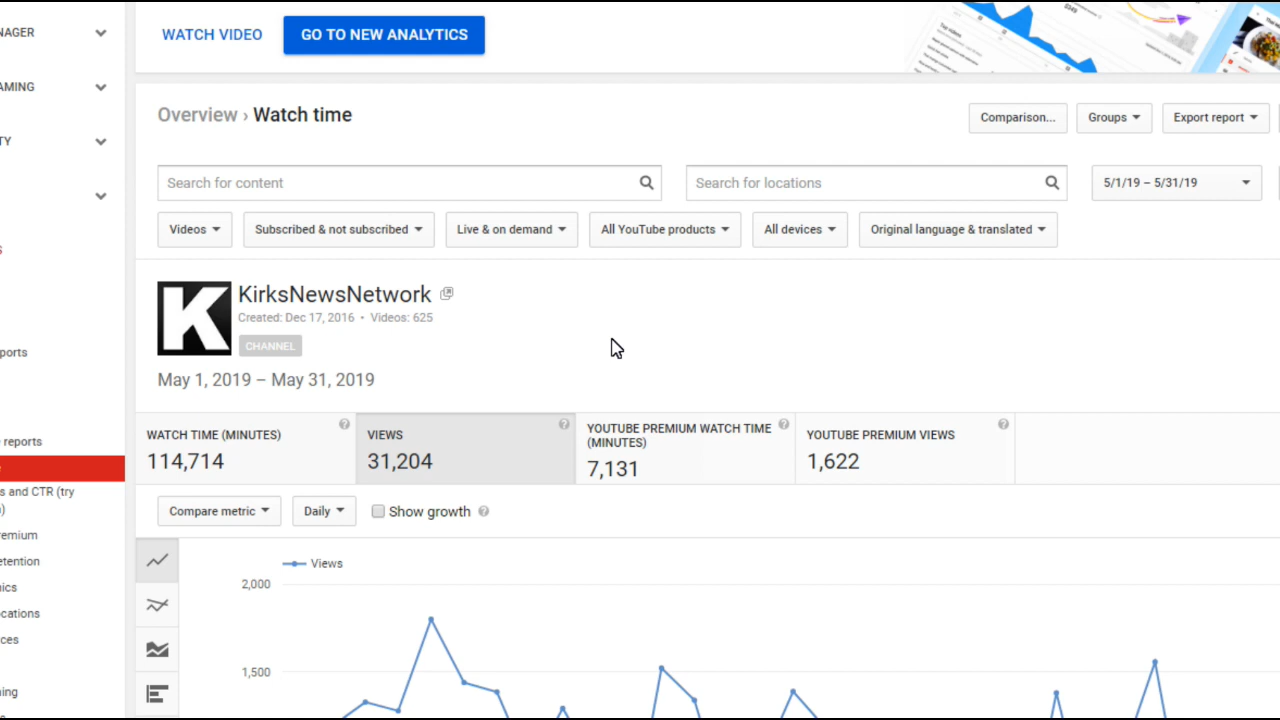 NAGER
WATCH VIDEO
GO TO NEW ANALYTICS
AMING
Overview › Watch time
Comparison...
Groups
Export report
TY
Search for content
Search for locations
5/1/19 – 5/31/19
Videos
Subscribed & not subscribed
Live & on demand
All YouTube products
All devices
Original language & translated
S
K
KirksNewsNetwork
Created: Dec 17, 2016 • Videos: 625
CHANNEL
ports
May 1, 2019 – May 31, 2019
WATCH TIME (MINUTES)
114,714
VIEWS
31,204
YOUTUBE PREMIUM WATCH TIME
(MINUTES)
7,131
YOUTUBE PREMIUM VIEWS
1,622
reports
s and CTR (try
)
Compare metric
Daily
Show growth
emium
etention
Views
2,000
ics
cations
ces
1,500
ing